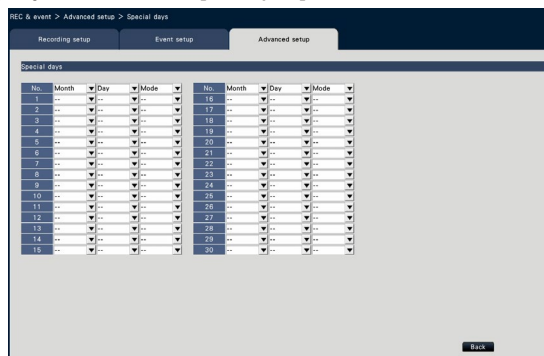 REC & event > Advanced setup > Special days
Recording setup Event setup Advanced setup
Special days
No. Month Day Mode No. Month Day Mode
1 -- -- -- 16 -- -- --
2 -- -- -- 17 -- -- --
3 -- -- -- 18 -- -- --
4 -- -- -- 19 -- -- --
5 -- -- -- 20 -- -- --
6 -- -- -- 21 -- -- --
7 -- -- -- 22 -- -- --
8 -- -- -- 23 -- -- --
9 -- -- -- 24 -- -- --
10 -- -- -- 25 -- -- --
11 -- -- -- 26 -- -- --
12 -- -- -- 27 -- -- --
13 -- -- -- 28 -- -- --
14 -- -- -- 29 -- -- --
15 -- -- -- 30 -- -- --
Back